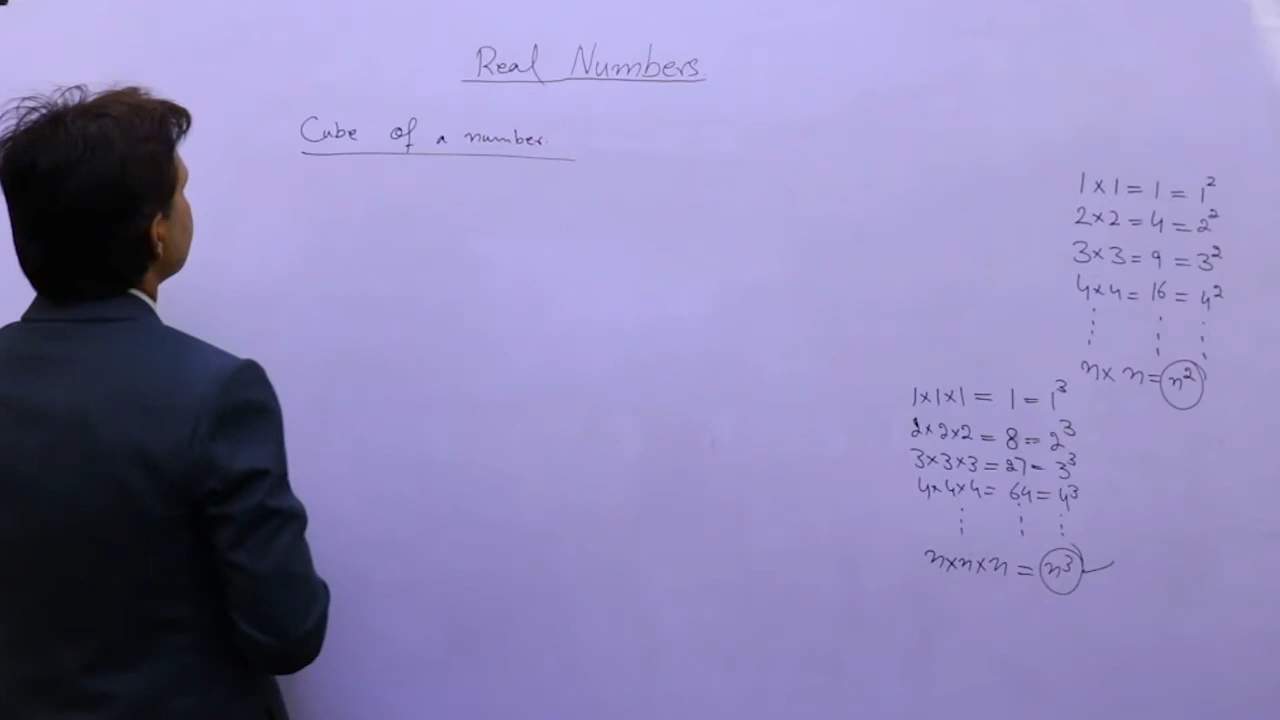 Real Numbers
Cube of a number.
1 x 1 = 1 = 1²
2 x 2 = 4 = 2²
3 x 3 = 9 = 3²
4 x 4 = 16 = 4²
n x n = n²
1 x 1 x 1 = 1 = 1³
2 x 2 x 2 = 8 = 2³
3 x 3 x 3 = 27 = 3³
4 x 4 x 4 = 64 = 4³
n x n x n = n³